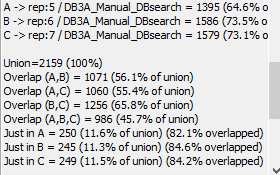 A -> rep:5 / DB3A_Manual_DBsearch = 1395 (64.6% o
B -> rep:6 / DB3A_Manual_DBsearch = 1586 (73.5% o
C -> rep:7 / DB3A_Manual_DBsearch = 1579 (73.1% o
Union=2159 (100%)
Overlap (A,B) = 1071 (56.1% of union)
Overlap (A,C) = 1060 (55.4% of union)
Overlap (B,C) = 1256 (65.8% of union)
Overlap (A,B,C) = 986 (45.7% of union)
Just in A = 250 (11.6% of union) (82.1% overlapped)
Just in B = 245 (11.3% of union) (84.6% overlapped)
Just in C = 249 (11.5% of union) (84.2% overlapped)